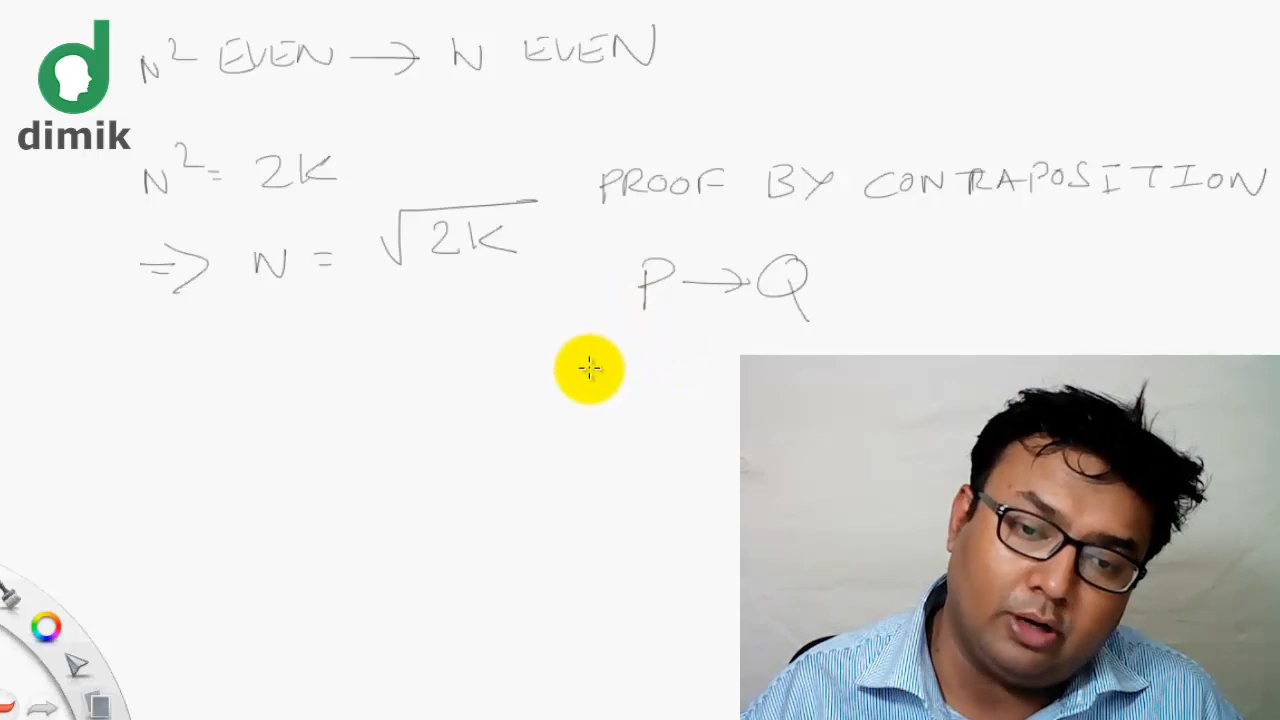 dimik
N² EVEN → N EVEN
N² = 2K
⇒ N = √2K
PROOF BY CONTRAPOSITION
P → Q